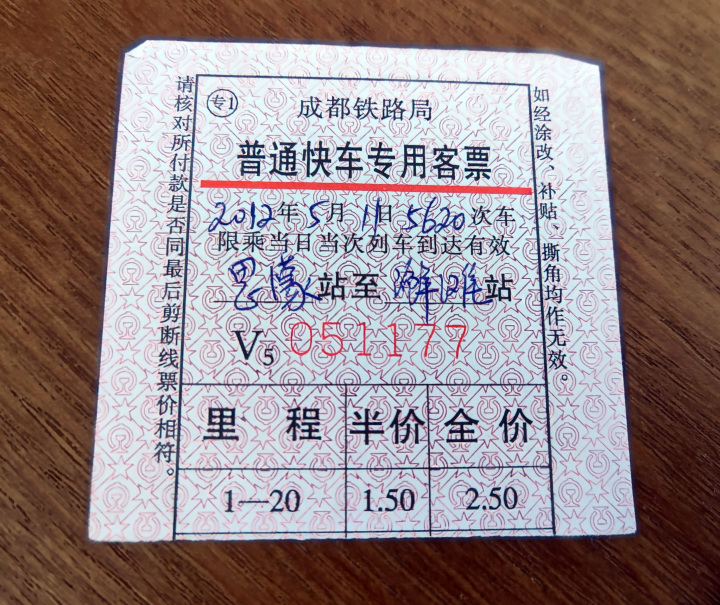 请核对所付款是否同最后剪断线票价相符。
专1
成都铁路局
普通快车专用客票
2012年5月11日5620次车
限乘当日当次列车到达有效
思濛站至 站
V5 051177
里程 半价 全价
1—20 1.50 2.50
如经涂改、补贴、撕角均作无效。